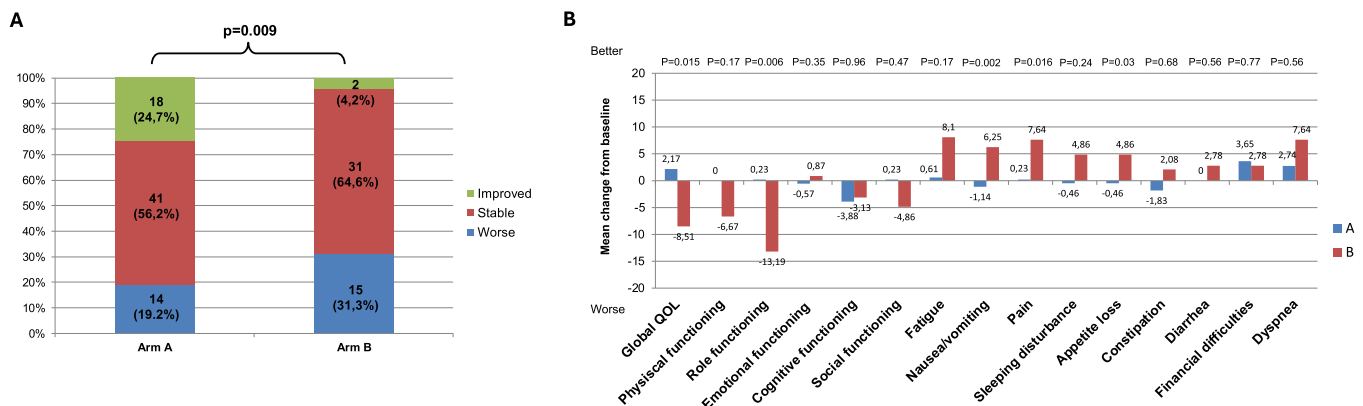 A
p=0.009
100%
90%
80%
70%
60%
50%
40%
30%
20%
10%
0%
18
(24,7%)
41
(56,2%)
14
(19.2%)
2
(4,2%)
31
(64,6%)
15
(31,3%)
Arm A
Arm B
Improved
Stable
Worse
B
Better
P=0.015 P=0.17 P=0.006 P=0.35 P=0.96 P=0.47 P=0.17 P=0.002 P=0.016 P=0.24 P=0.03 P=0.68 P=0.56 P=0.77 P=0.56
Mean change from baseline
20
15
10
5
0
-5
-10
-15
-20
2,17
-8,51
0
-6,67
0,23
-13,19
-0,57
0,87
-3,88
-3,13
0,23
-4,86
0,61
8,1
-1,14
6,25
0,23
7,64
-0,46
4,86
-0,46
4,86
-1,83
2,08
0
2,78
3,65
2,78
2,74
7,64
A
B
Worse
Global QOL
Physiscal functioning
Role functioning
Emotional functioning
Cognitive functioning
Social functioning
Fatigue
Nausea/vomiting
Pain
Sleeping disturbance
Appetite loss
Constipation
Diarrhea
Financial difficulties
Dyspnea